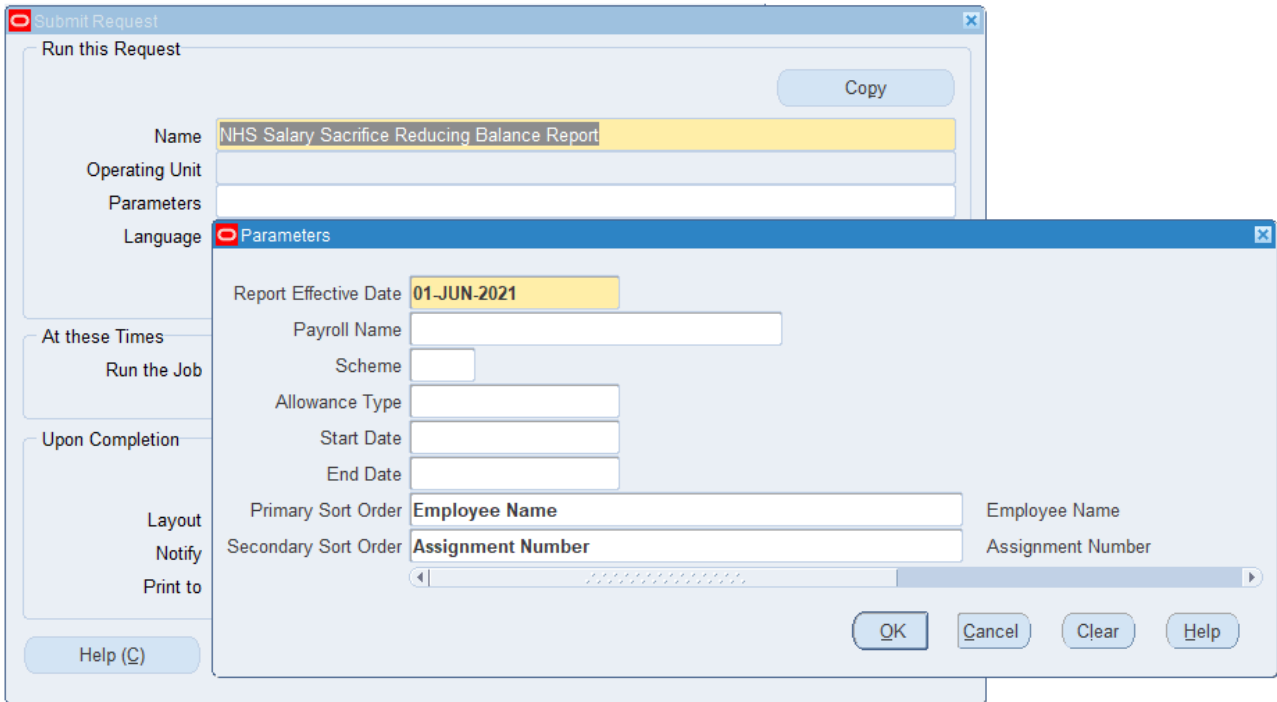 Submit Request
Run this Request
Copy
Name NHS Salary Sacrifice Reducing Balance Report
Operating Unit
Parameters
Language
Parameters
Report Effective Date 01-JUN-2021
Payroll Name
Scheme
Allowance Type
Start Date
End Date
Primary Sort Order Employee Name Employee Name
Secondary Sort Order Assignment Number Assignment Number
OK Cancel Clear Help
At these Times
Run the Job
Upon Completion
Layout
Notify
Print to
Help (C)